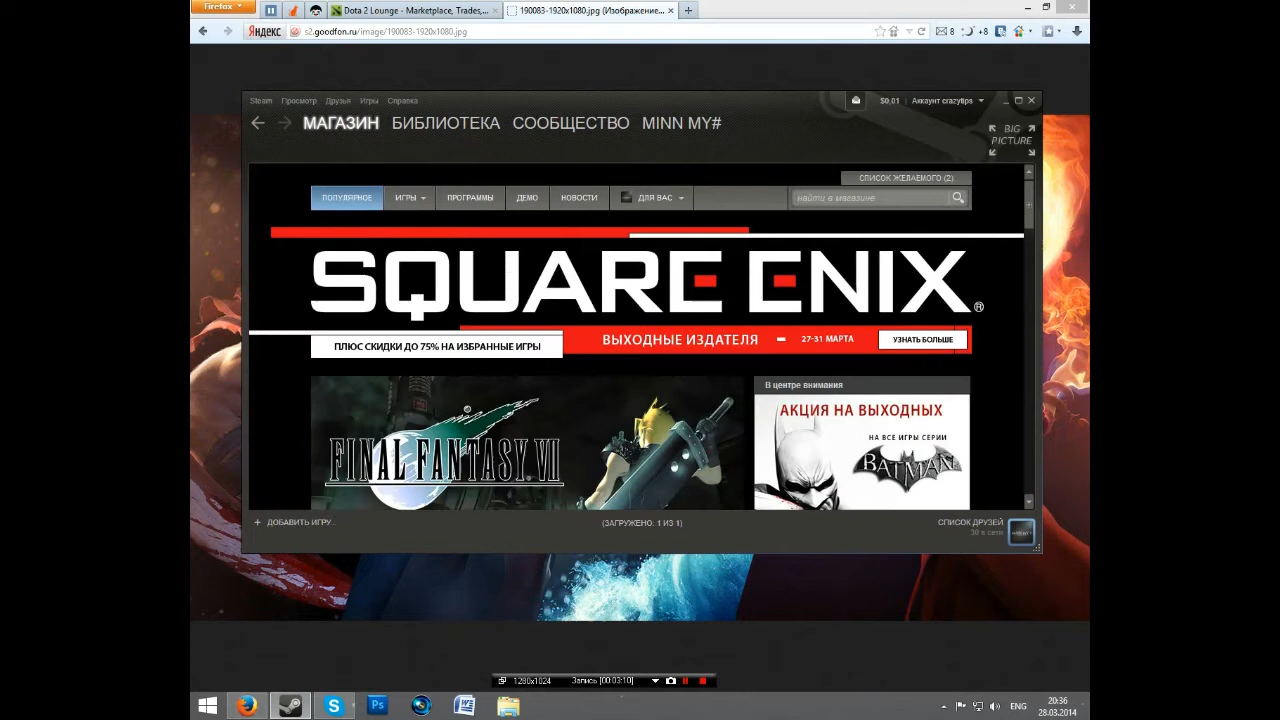 Firefox
Dota 2 Lounge - Marketplace, Trades,...
190083-1920x1080.jpg (Изображение...
Яндекс
s2.goodfon.ru/image/190083-1920x1080.jpg
8
+8
Steam Просмотр Друзья Игры Справка
$0,01 Аккаунт crazytips
МАГАЗИН БИБЛИОТЕКА СООБЩЕСТВО MINN MY#
BIG
PICTURE
СПИСОК ЖЕЛАЕМОГО (2)
ПОПУЛЯРНОЕ ИГРЫ ПРОГРАММЫ ДЕМО НОВОСТИ ДЛЯ ВАС найти в магазине
SQUARE ENIX®
ПЛЮС СКИДКИ ДО 75% НА ИЗБРАННЫЕ ИГРЫ
ВЫХОДНЫЕ ИЗДАТЕЛЯ – 27-31 МАРТА
УЗНАТЬ БОЛЬШЕ
FINAL FANTASY VII
В центре внимания
АКЦИЯ НА ВЫХОДНЫХ
НА ВСЕ ИГРЫ СЕРИИ
BATMAN
+ ДОБАВИТЬ ИГРУ...
(ЗАГРУЖЕНО: 1 ИЗ 1)
СПИСОК ДРУЗЕЙ
30 в сети
1280x1024 Запись [00:03:10]
S
Ps
W
ENG
20:36
28.03.2014